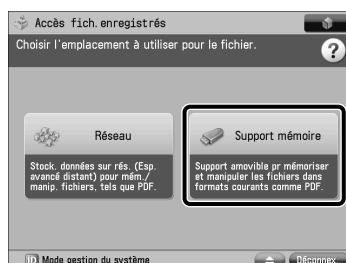 Accès fich. enregistrés
Choisir l'emplacement à utiliser pour le fichier.
?
Réseau
Stock. données sur rés. (Esp.
avancé distant) pour mém./
manip. fichiers, tels que PDF.
Support mémoire
Support amovible pr mémoriser
et manipuler les fichiers dans
formats courants comme PDF.
ID Mode gestion du système
Déconnex.